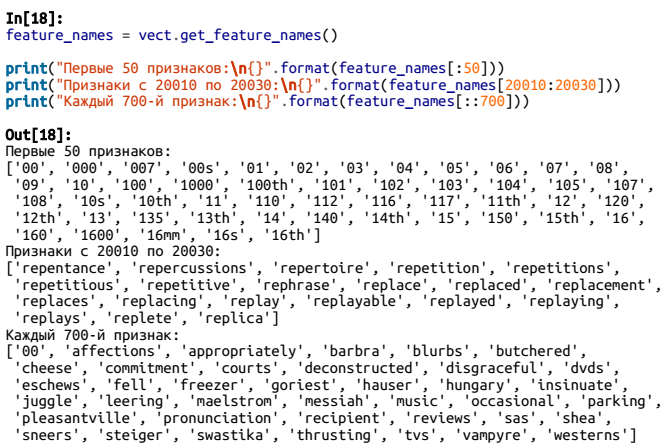 In[18]:
feature_names = vect.get_feature_names()
print("Первые 50 признаков:\n{}".format(feature_names[:50]))
print("Признаки с 20010 по 20030:\n{}".format(feature_names[20010:20030]))
print("Каждый 700-й признак:\n{}".format(feature_names[::700]))
Out[18]:
Первые 50 признаков:
['00', '000', '007', '00s', '01', '02', '03', '04', '05', '06', '07', '08',
'09', '10', '100', '1000', '100th', '101', '102', '103', '104', '105', '107',
'108', '10s', '10th', '11', '110', '112', '116', '117', '11th', '12', '120',
'12th', '13', '135', '13th', '14', '140', '14th', '15', '150', '15th', '16',
'160', '1600', '16mm', '16s', '16th']
Признаки с 20010 по 20030:
['repentance', 'repercussions', 'repertoire', 'repetition', 'repetitions',
'repetitious', 'repetitive', 'rephrase', 'replace', 'replaced', 'replacement',
'replaces', 'replacing', 'replay', 'replayable', 'replayed', 'replaying',
'replays', 'replete', 'replica']
Каждый 700-й признак:
['00', 'affections', 'appropriately', 'barbra', 'blurbs', 'butchered',
'cheese', 'commitment', 'courts', 'deconstructed', 'disgraceful', 'dvds',
'eschews', 'fell', 'freezer', 'goriest', 'hauser', 'hungary', 'insinuate',
'juggle', 'leering', 'maelstrom', 'messiah', 'music', 'occasional', 'parking',
'pleasantville', 'pronunciation', 'recipient', 'reviews', 'sas', 'shea',
'sneers', 'steiger', 'swastika', 'thrusting', 'tvs', 'vampyre', 'westerns']